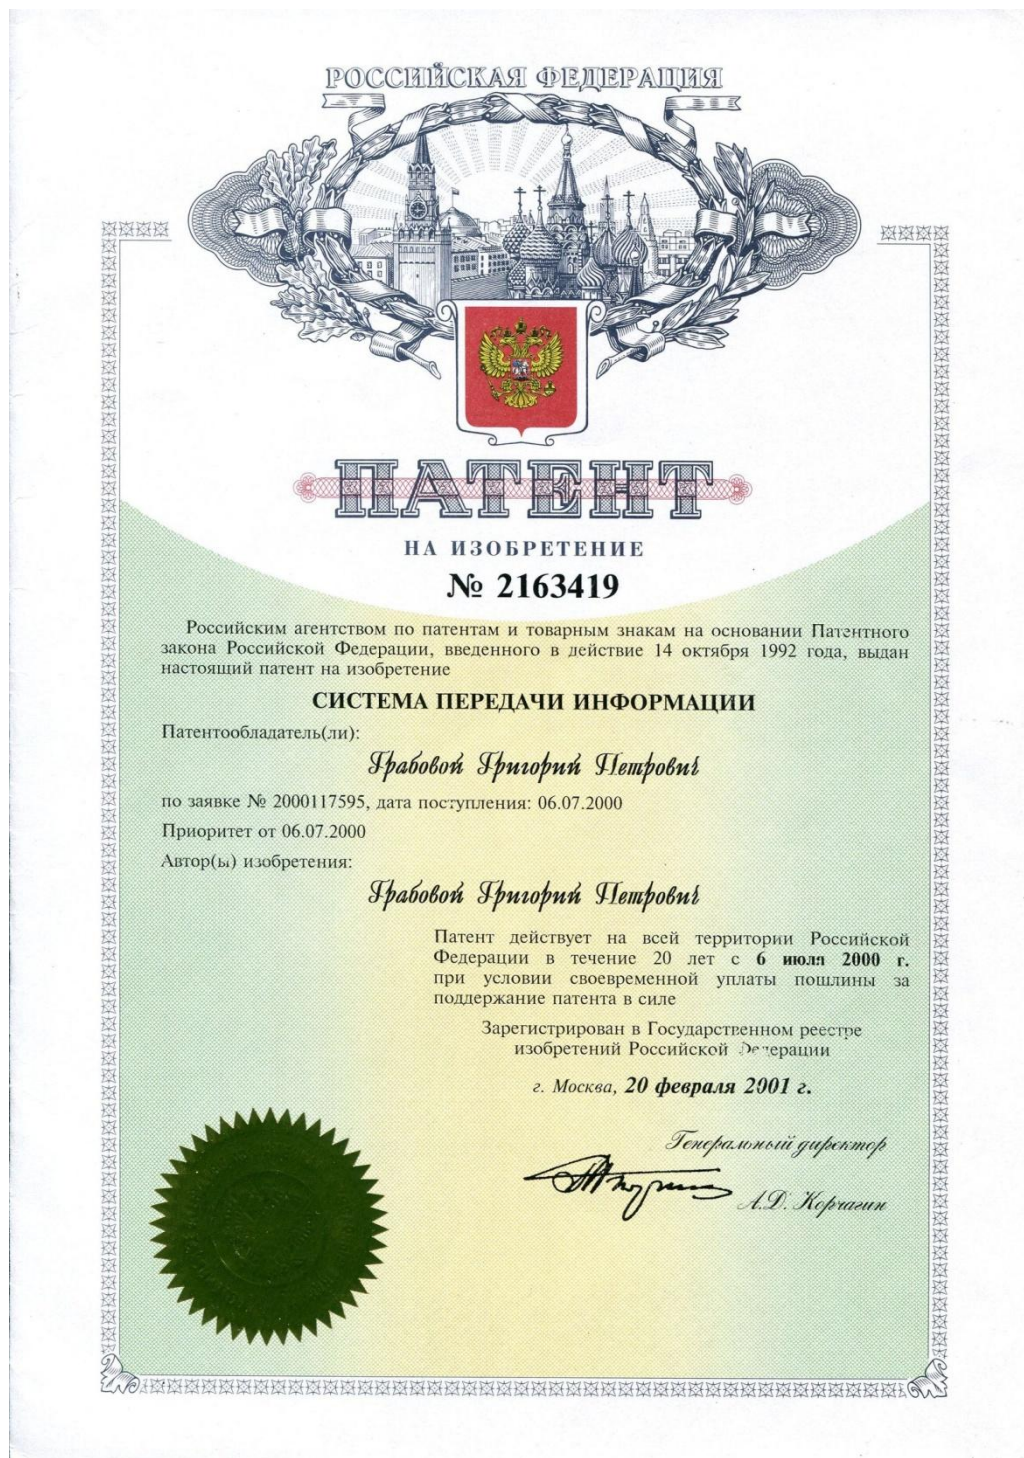 РОССИЙСКАЯ ФЕДЕРАЦИЯ
ПАТЕНТ
НА ИЗОБРЕТЕНИЕ
№ 2163419
Российским агентством по патентам и товарным знакам на основании Патентного
закона Российской Федерации, введенного в действие 14 октября 1992 года, выдан
настоящий патент на изобретение
СИСТЕМА ПЕРЕДАЧИ ИНФОРМАЦИИ
Патентообладатель(ли):
Грабовой Григорий Петрович
по заявке № 2000117595, дата поступления: 06.07.2000
Приоритет от 06.07.2000
Автор(ы) изобретения:
Грабовой Григорий Петрович
Патент действует на всей территории Российской
Федерации в течение 20 лет с 6 июля 2000 г.
при условии своевременной уплаты пошлины за
поддержание патента в силе
Зарегистрирован в Государственном реестре
изобретений Российской Федерации
г. Москва, 20 февраля 2001 г.
Генеральный директор
А.Д. Корчагин